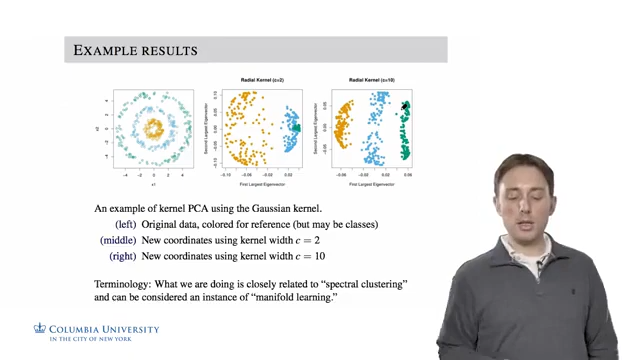 EXAMPLE RESULTS
Radial Kernel (c=2)
Radial Kernel (c=10)
Second Largest Eigenvector
Second Largest Eigenvector
First Largest Eigenvector
First Largest Eigenvector
An example of kernel PCA using the Gaussian kernel.
(left) Original data, colored for reference (but may be classes)
(middle) New coordinates using kernel width c = 2
(right) New coordinates using kernel width c = 10
Terminology: What we are doing is closely related to “spectral clustering”
and can be considered an instance of “manifold learning.”
COLUMBIA UNIVERSITY
IN THE CITY OF NEW YORK